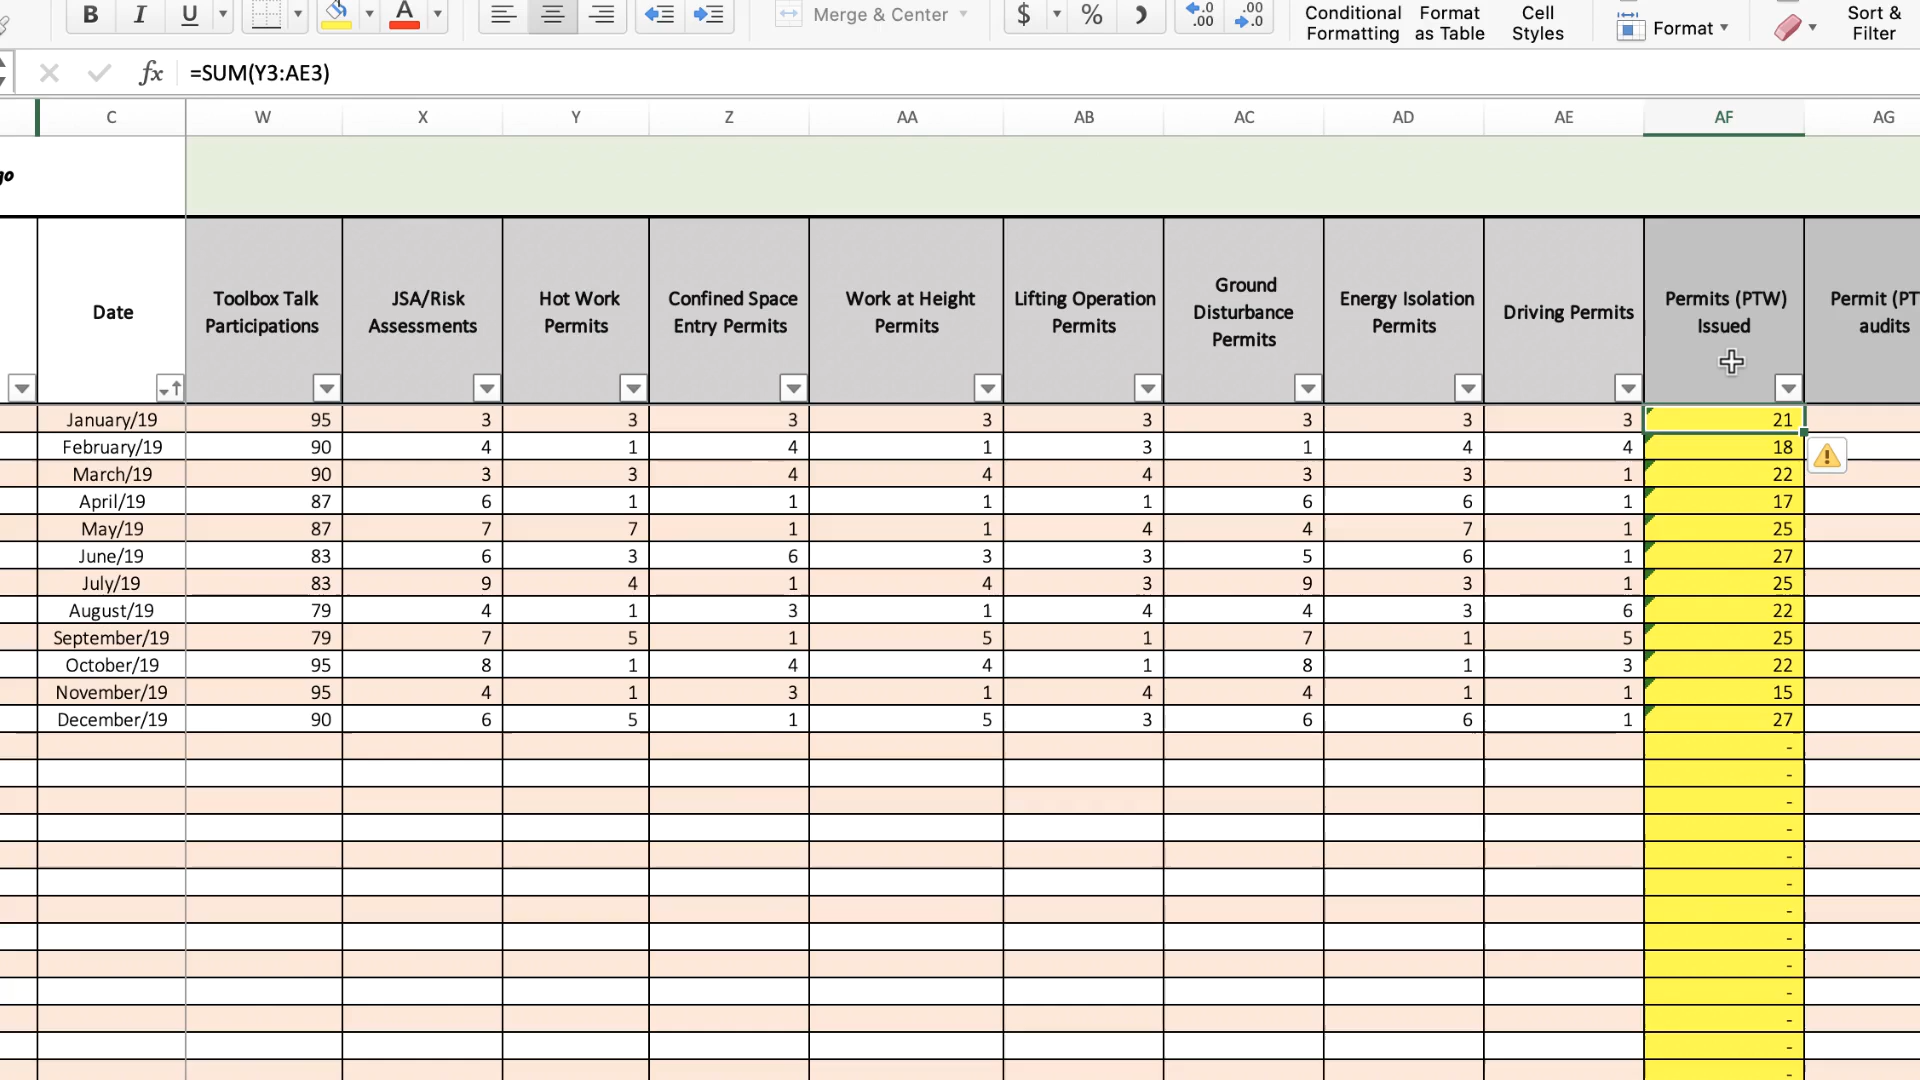 B I U A Merge & Center $ % .0 .00 .00 .0 Conditional Formatting Format as Table Cell Styles Format Sort & Filter
fx =SUM(Y3:AE3)
C W X Y Z AA AB AC AD AE AF AG
go
Date
Toolbox Talk
Participations
JSA/Risk
Assessments
Hot Work
Permits
Confined Space
Entry Permits
Work at Height
Permits
Lifting Operation
Permits
Ground
Disturbance
Permits
Energy Isolation
Permits
Driving Permits
Permits (PTW)
Issued
Permit (PT
audits
January/19 95 3 3 3 3 3 3 3 3 21
February/19 90 4 1 4 1 3 1 4 4 18
March/19 90 3 3 4 4 4 3 3 1 22
April/19 87 6 1 1 1 1 6 6 1 17
May/19 87 7 7 1 1 4 4 7 1 25
June/19 83 6 3 6 3 3 5 6 1 27
July/19 83 9 4 1 4 3 9 3 1 25
August/19 79 4 1 3 1 4 4 3 6 22
September/19 79 7 5 1 5 1 7 1 5 25
October/19 95 8 1 4 4 1 8 1 3 22
November/19 95 4 1 3 1 4 4 1 1 15
December/19 90 6 5 1 5 3 6 6 1 27
-
-
-
-
-
-
-
-
-
-
-
-
-